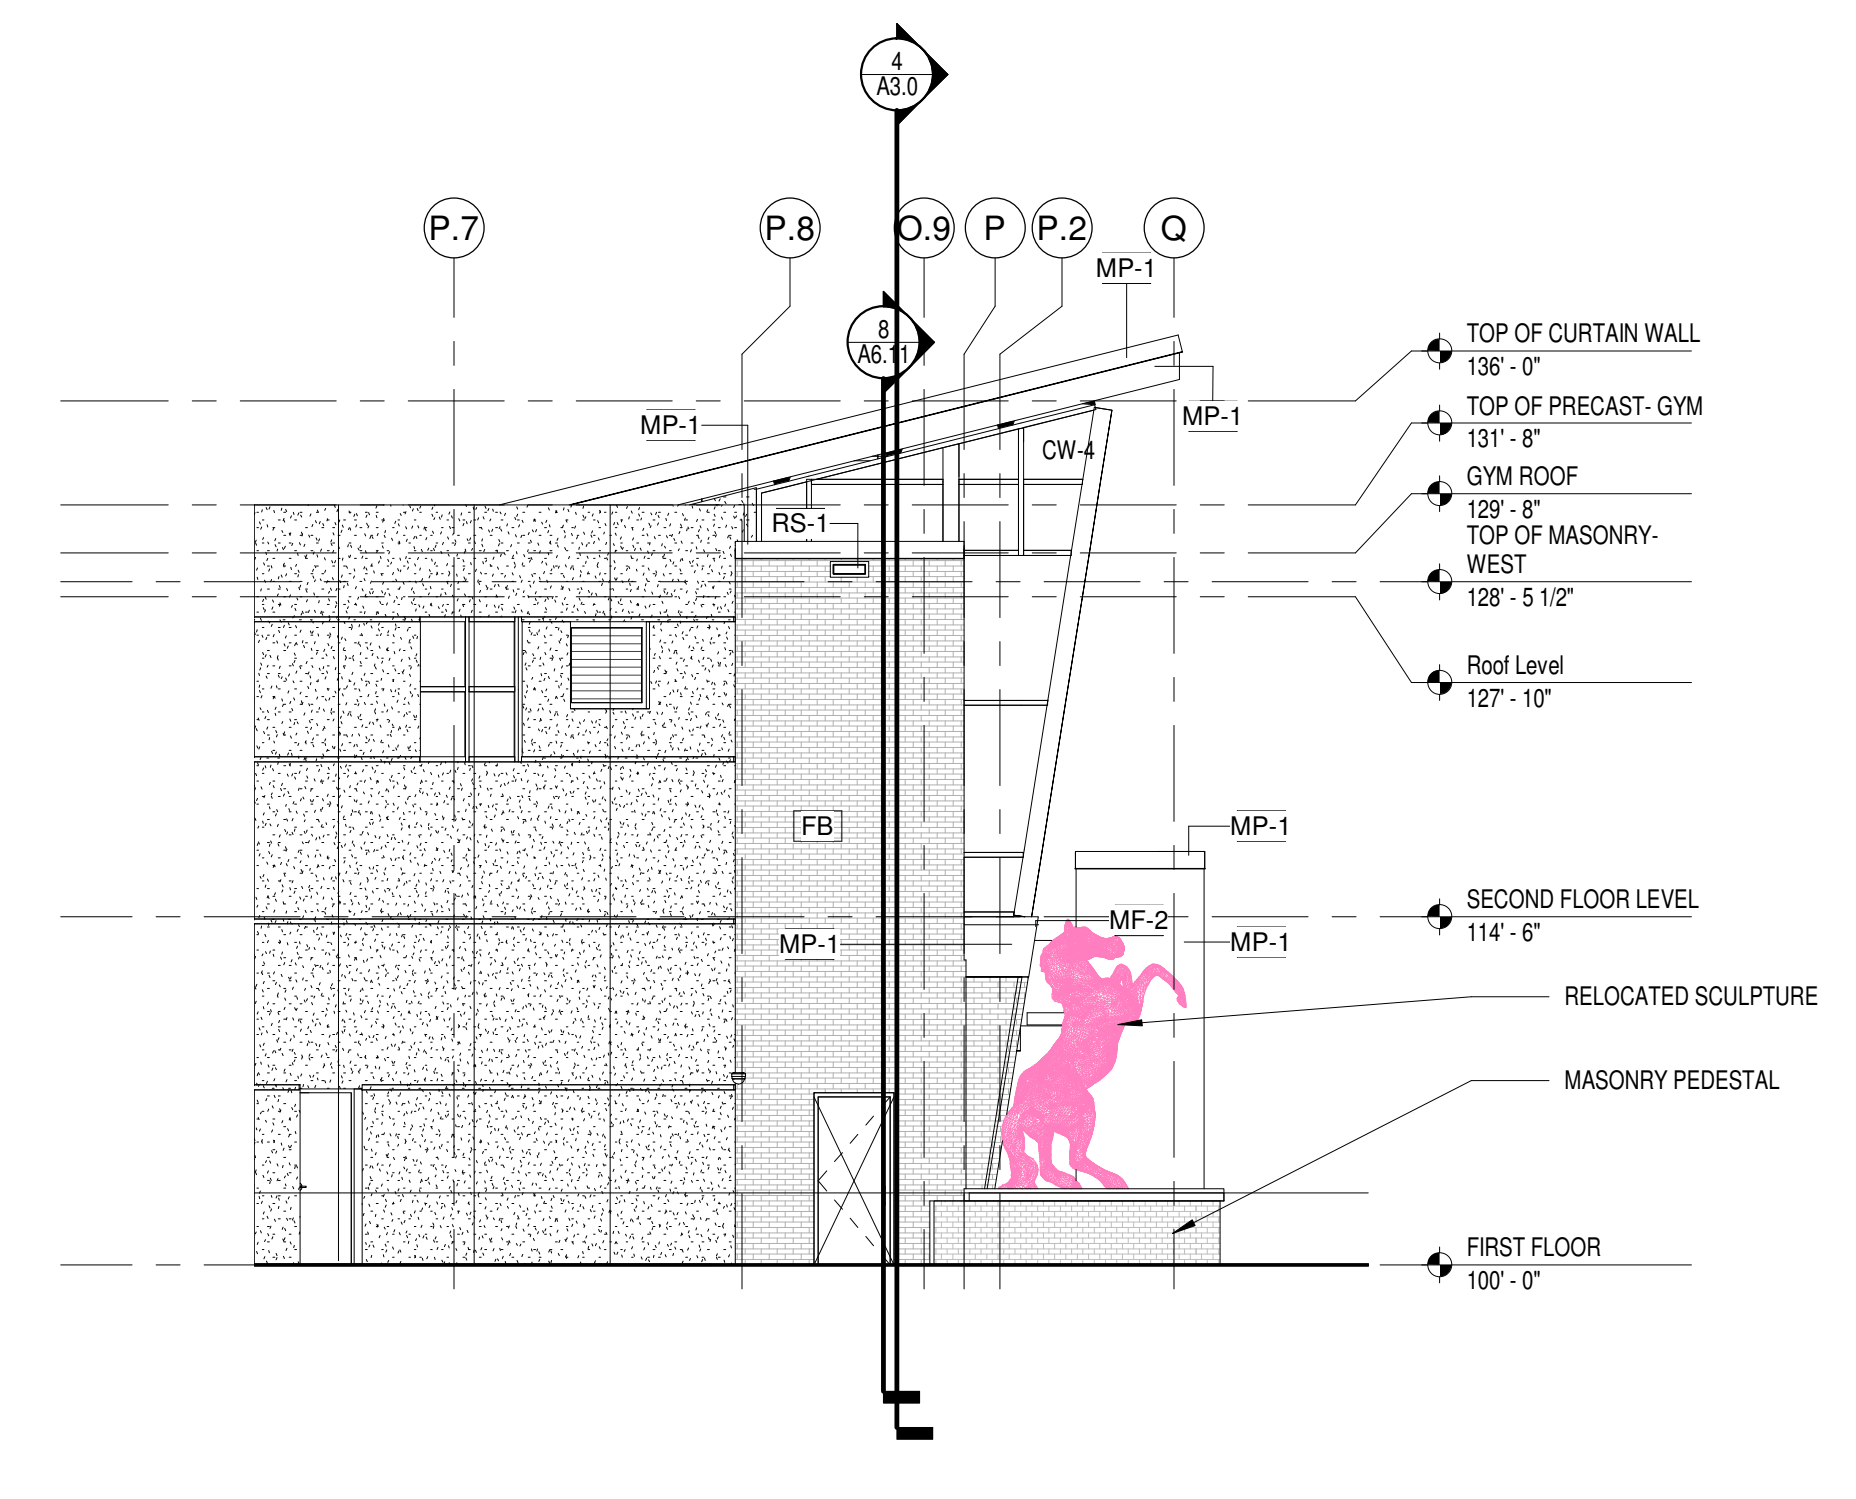 4
A3.0
P.7
P.8
O.9
P
P.2
Q
MP-1
8
A6.11
TOP OF CURTAIN WALL
136' - 0"
MP-1
MP-1
TOP OF PRECAST- GYM
131' - 8"
CW-4
GYM ROOF
129' - 8"
RS-1
TOP OF MASONRY-
WEST
128' - 5 1/2"
Roof Level
127' - 10"
FB
MP-1
SECOND FLOOR LEVEL
114' - 6"
MF-2
MP-1
MP-1
RELOCATED SCULPTURE
MASONRY PEDESTAL
FIRST FLOOR
100' - 0"